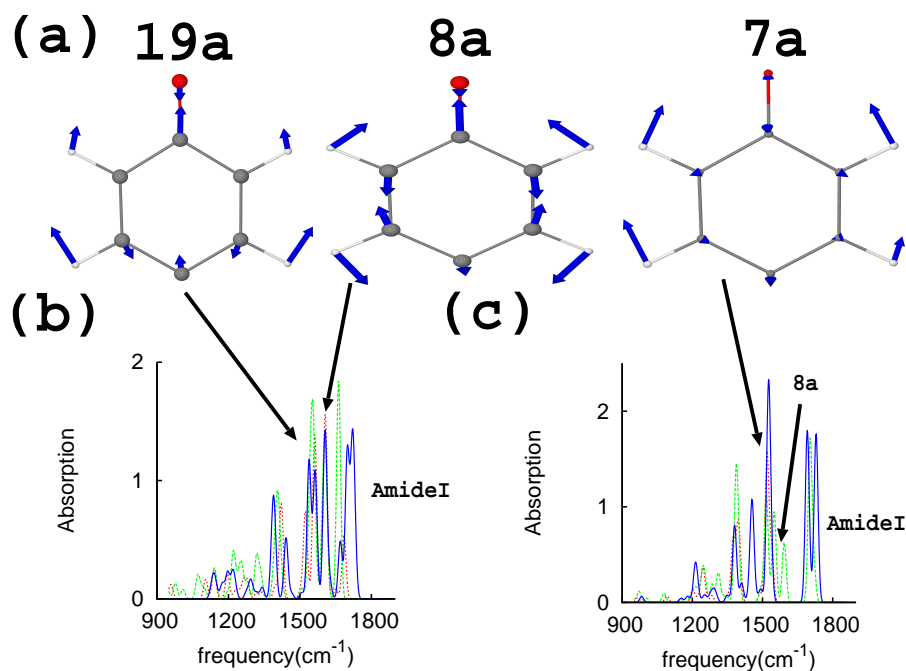 (a) 19a 8a 7a
(b) (c)
2
1
0
Absorption
AmideI
900 1200 1500 1800
frequency(cm-1)
2
1
0
Absorption
8a
AmideI
900 1200 1500 1800
frequency(cm-1)